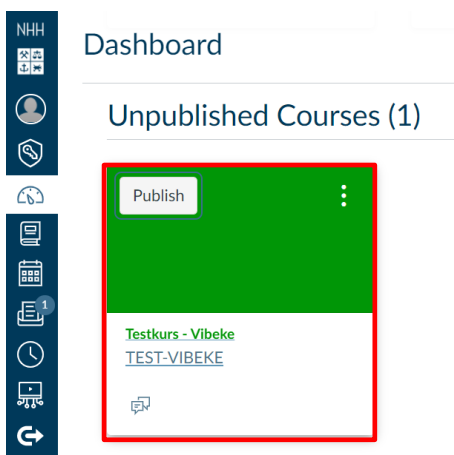 NHH
Dashboard
Unpublished Courses (1)
Publish
Testkurs - Vibeke
TEST-VIBEKE
1